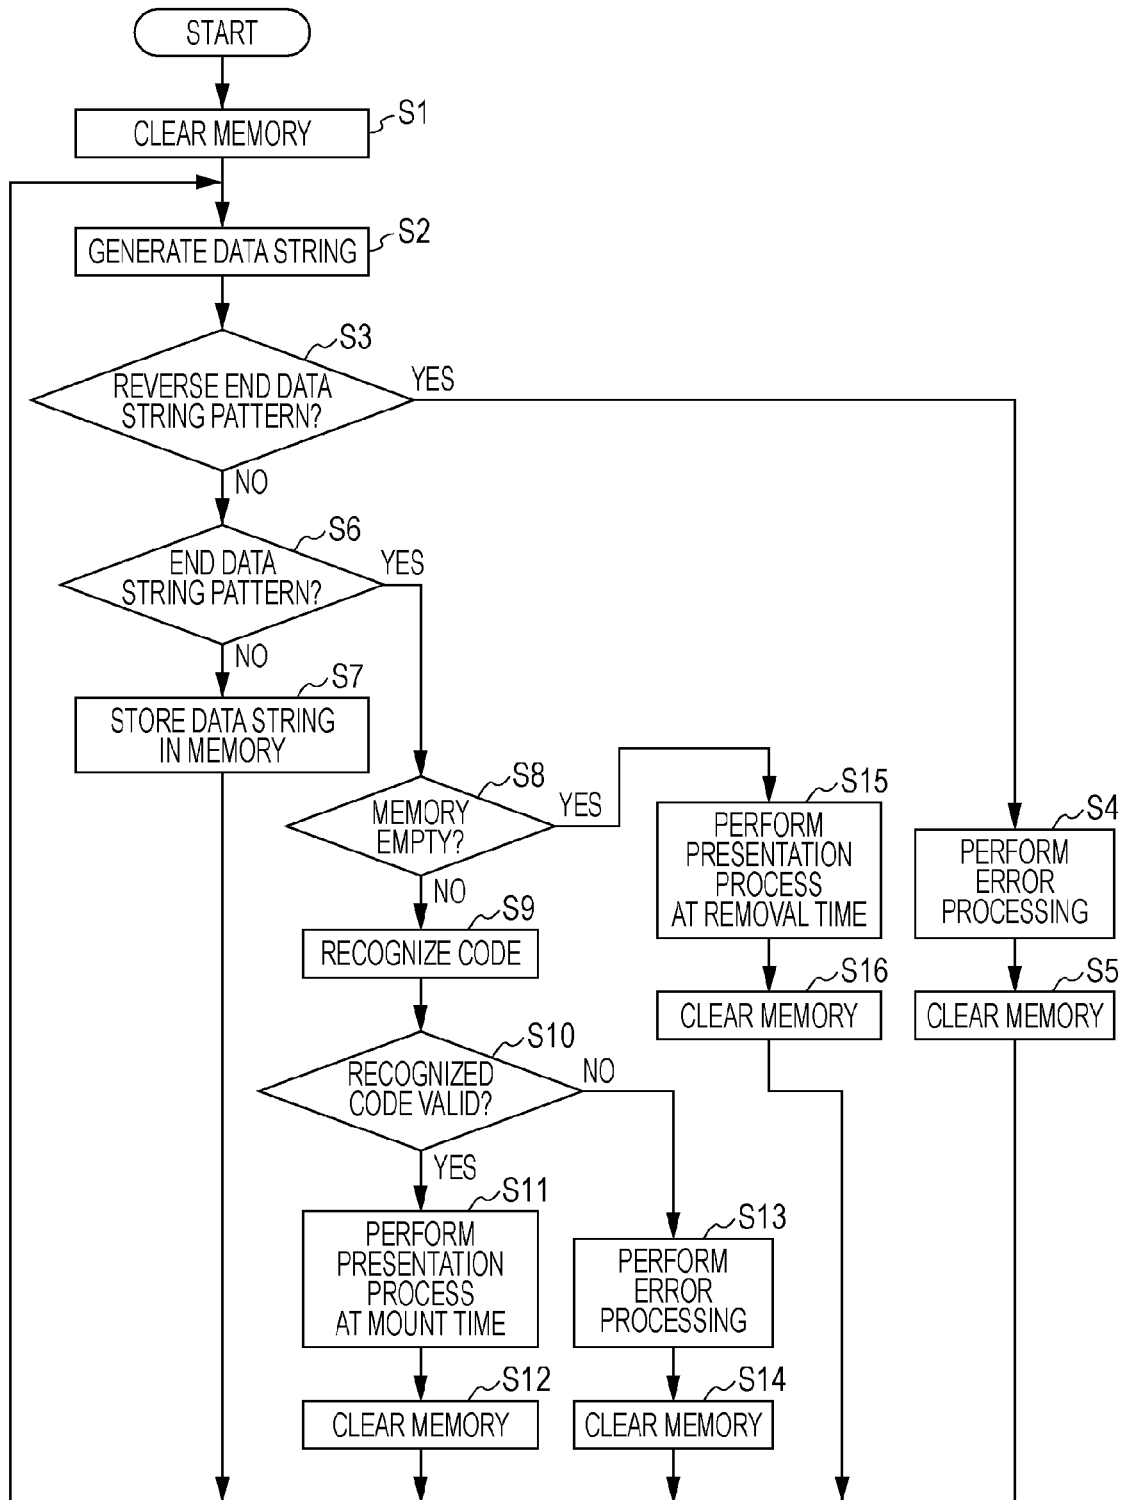 START
S1
CLEAR MEMORY
S2
GENERATE DATA STRING
S3
REVERSE END DATA
STRING PATTERN?
YES
NO
S6
END DATA
STRING PATTERN?
YES
NO
S7
STORE DATA STRING
IN MEMORY
S8
MEMORY
EMPTY?
YES
NO
S15
PERFORM
PRESENTATION
PROCESS
AT REMOVAL TIME
S4
PERFORM
ERROR
PROCESSING
S9
RECOGNIZE CODE
S16
CLEAR MEMORY
S5
CLEAR MEMORY
S10
RECOGNIZED
CODE VALID?
NO
YES
S11
PERFORM
PRESENTATION
PROCESS
AT MOUNT TIME
S13
PERFORM
ERROR
PROCESSING
S12
CLEAR MEMORY
S14
CLEAR MEMORY